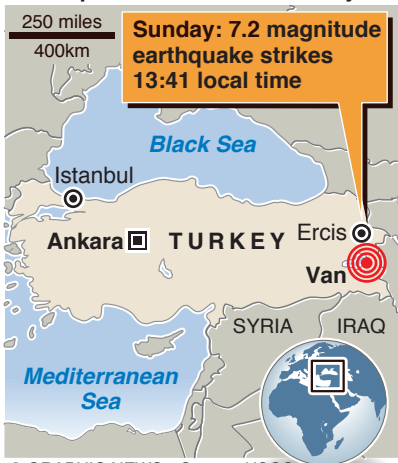 250 miles
400km
Sunday: 7.2 magnitude
earthquake strikes
13:41 local time
Black Sea
Istanbul
Ankara
TURKEY
Ercis
Van
SYRIA
IRAQ
Mediterranean
Sea